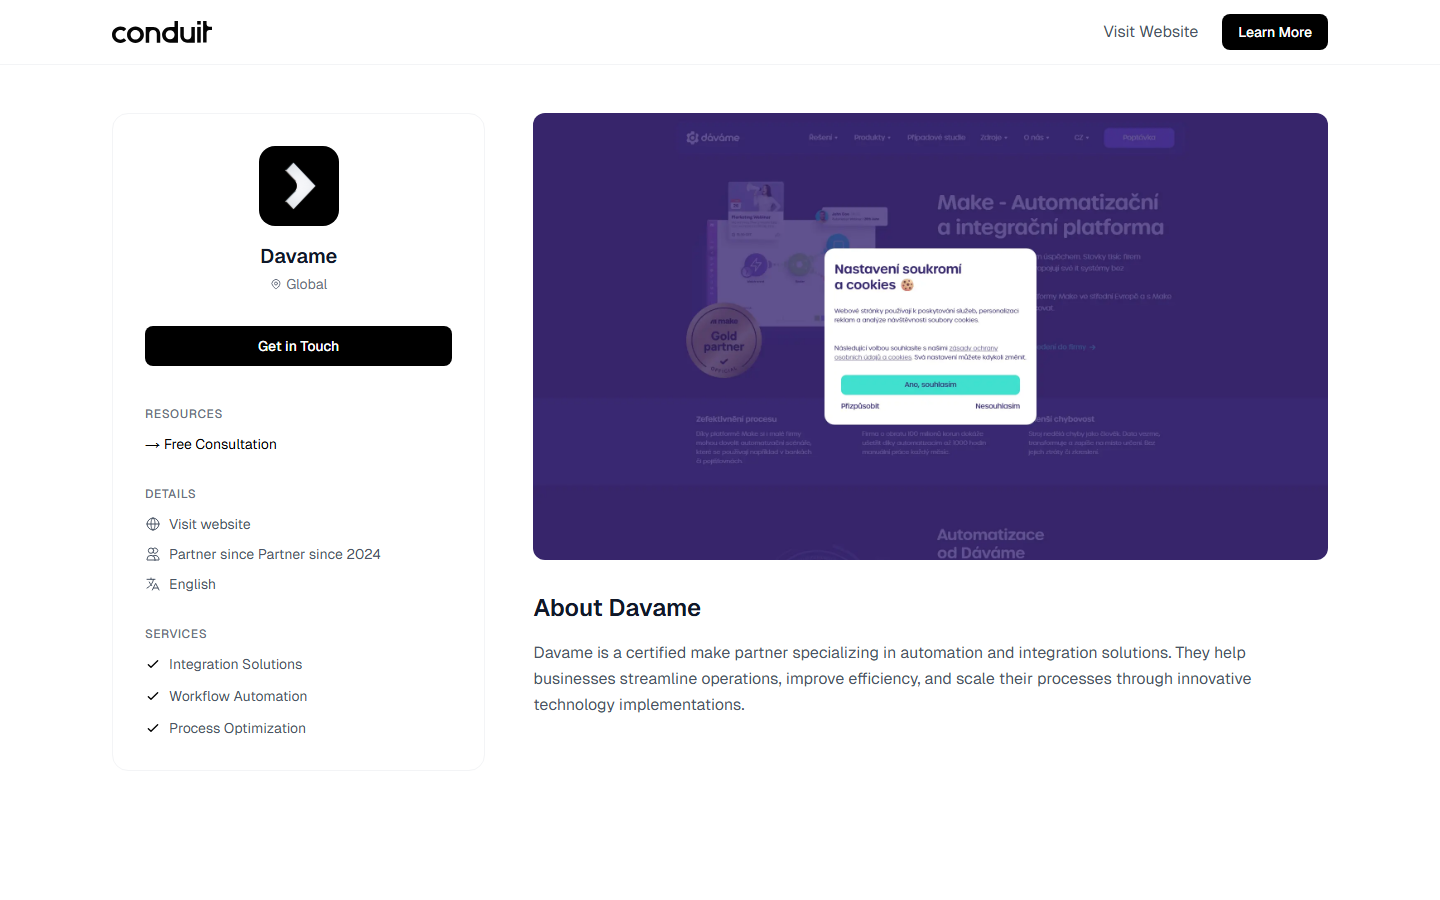 conduit
Visit Website
Learn More
Davame
Global
Get in Touch
RESOURCES
→ Free Consultation
DETAILS
Visit website
Partner since Partner since 2024
English
SERVICES
Integration Solutions
Workflow Automation
Process Optimization
dáváme
Řešení
Produkty
Případové studie
Zdroje
O nás
CZ
Poptávka
Make - Automatizační
a integrační platforma
make
Gold
partner
Nastavení soukromí
a cookies
Webové stránky používají k poskytování služeb, personalizaci
reklam a analýze návštěvnosti soubory cookies.
Následující volbou souhlasíte s našimi zásady ochrany
osobních údajů a cookies. Svá nastavení můžete kdykoli změnit.
Ano, souhlasím
Přizpůsobit
Nesouhlasím
Zefektivnění procesu
chybovost
Automatizace
od Dáváme
About Davame
Davame is a certified make partner specializing in automation and integration solutions. They help
businesses streamline operations, improve efficiency, and scale their processes through innovative
technology implementations.